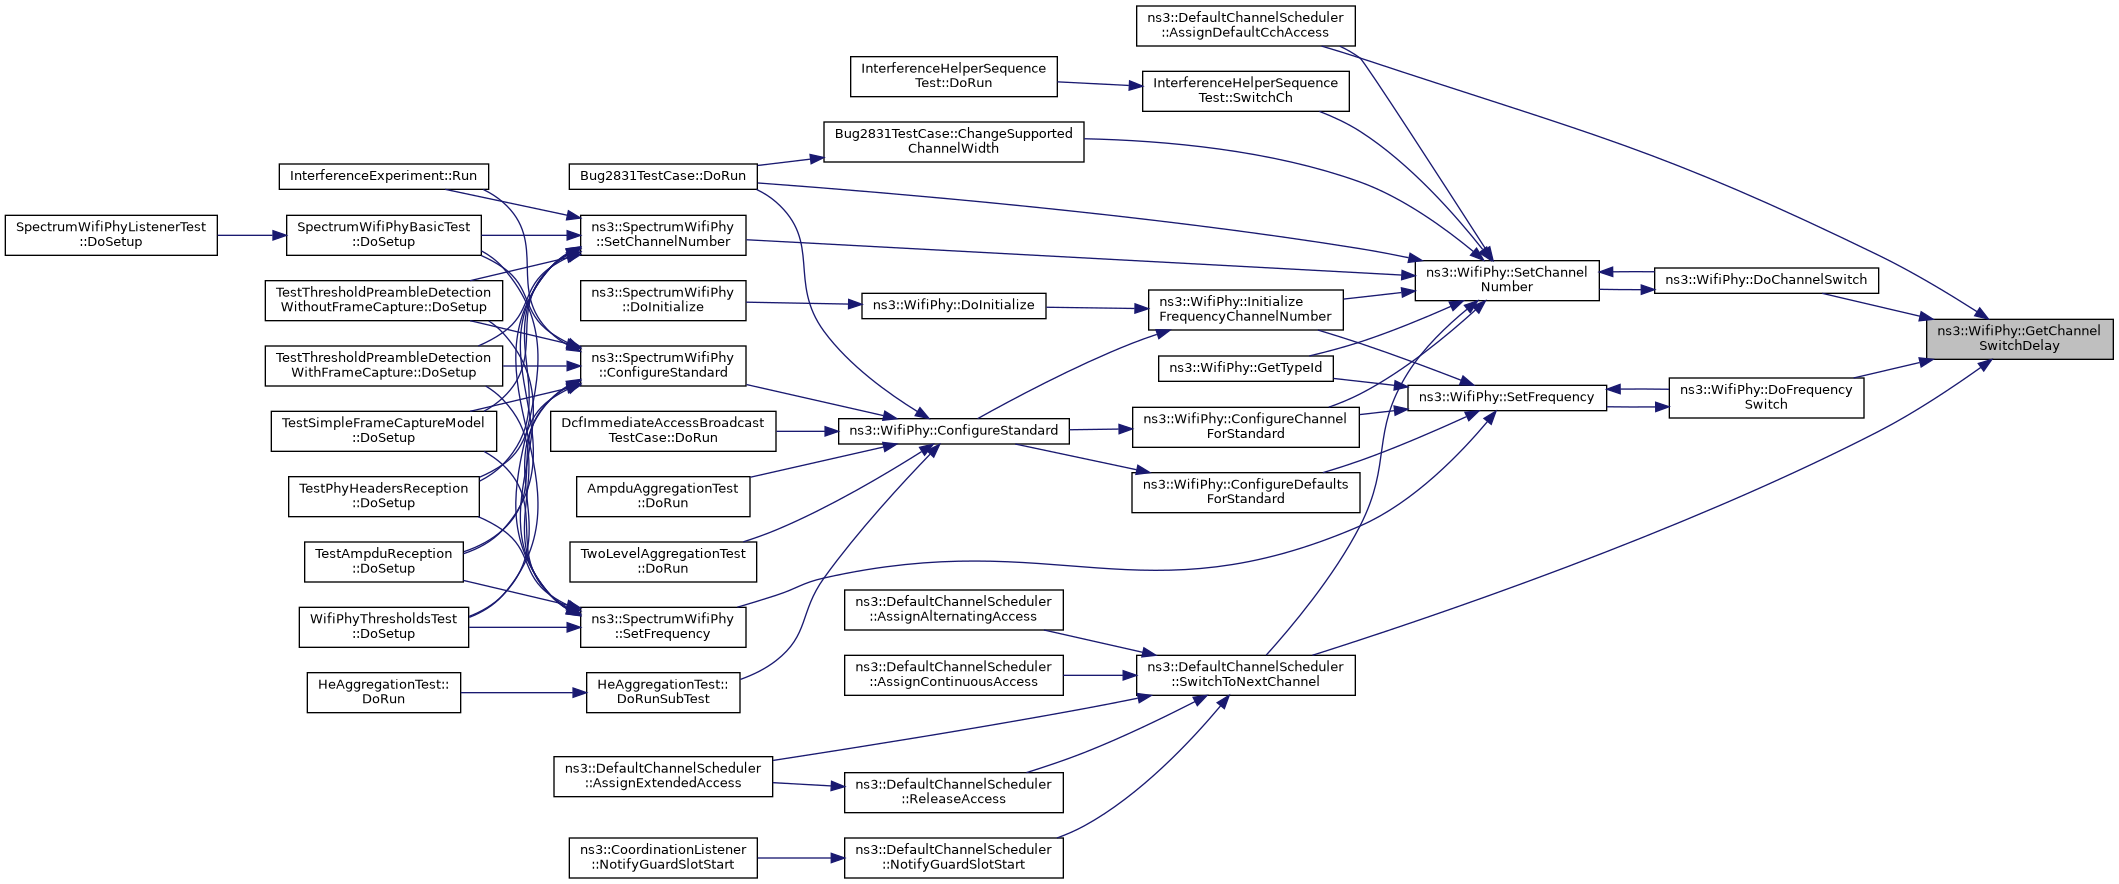 ns3::DefaultChannelScheduler
::AssignDefaultCchAccess
InterferenceHelperSequence
Test::DoRun
InterferenceHelperSequence
Test::SwitchCh
Bug2831TestCase::ChangeSupported
ChannelWidth
InterferenceExperiment::Run
Bug2831TestCase::DoRun
SpectrumWifiPhyListenerTest
::DoSetup
SpectrumWifiPhyBasicTest
::DoSetup
ns3::SpectrumWifiPhy
::SetChannelNumber
ns3::WifiPhy::SetChannel
Number
ns3::WifiPhy::DoChannelSwitch
TestThresholdPreambleDetection
WithoutFrameCapture::DoSetup
ns3::SpectrumWifiPhy
::DoInitialize
ns3::WifiPhy::DoInitialize
ns3::WifiPhy::Initialize
FrequencyChannelNumber
ns3::WifiPhy::GetChannel
SwitchDelay
TestThresholdPreambleDetection
WithFrameCapture::DoSetup
ns3::SpectrumWifiPhy
::ConfigureStandard
ns3::WifiPhy::GetTypeId
ns3::WifiPhy::SetFrequency
ns3::WifiPhy::DoFrequency
Switch
TestSimpleFrameCaptureModel
::DoSetup
DcfImmediateAccessBroadcast
TestCase::DoRun
ns3::WifiPhy::ConfigureStandard
ns3::WifiPhy::ConfigureChannel
ForStandard
TestPhyHeadersReception
::DoSetup
AmpduAggregationTest
::DoRun
ns3::WifiPhy::ConfigureDefaults
ForStandard
TestAmpduReception
::DoSetup
TwoLevelAggregationTest
::DoRun
WifiPhyThresholdsTest
::DoSetup
ns3::SpectrumWifiPhy
::SetFrequency
ns3::DefaultChannelScheduler
::AssignAlternatingAccess
HeAggregationTest::
DoRun
HeAggregationTest::
DoRunSubTest
ns3::DefaultChannelScheduler
::AssignContinuousAccess
ns3::DefaultChannelScheduler
::SwitchToNextChannel
ns3::DefaultChannelScheduler
::AssignExtendedAccess
ns3::DefaultChannelScheduler
::ReleaseAccess
ns3::CoordinationListener
::NotifyGuardSlotStart
ns3::DefaultChannelScheduler
::NotifyGuardSlotStart